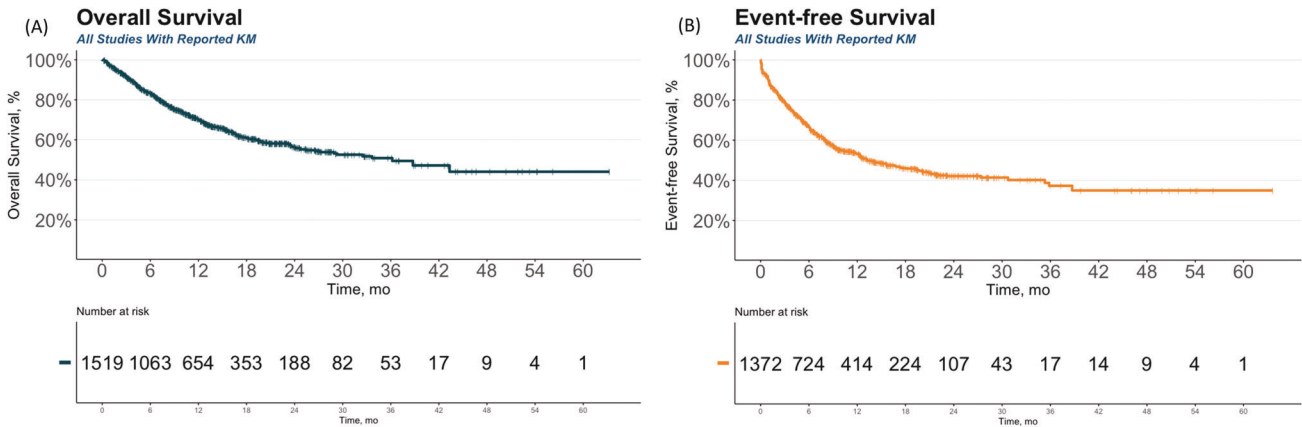 (A)
Overall Survival
All Studies With Reported KM
100%
80%
60%
40%
20%
Overall Survival, %
0 6 12 18 24 30 36 42 48 54 60
Time, mo
Number at risk
1519 1063 654 353 188 82 53 17 9 4 1
0 6 12 18 24 30 36 42 48 54 60
Time, mo
(B)
Event-free Survival
All Studies With Reported KM
100%
80%
60%
40%
20%
Event-free Survival, %
0 6 12 18 24 30 36 42 48 54 60
Time, mo
Number at risk
1372 724 414 224 107 43 17 14 9 4 1
0 6 12 18 24 30 36 42 48 54 60
Time, mo